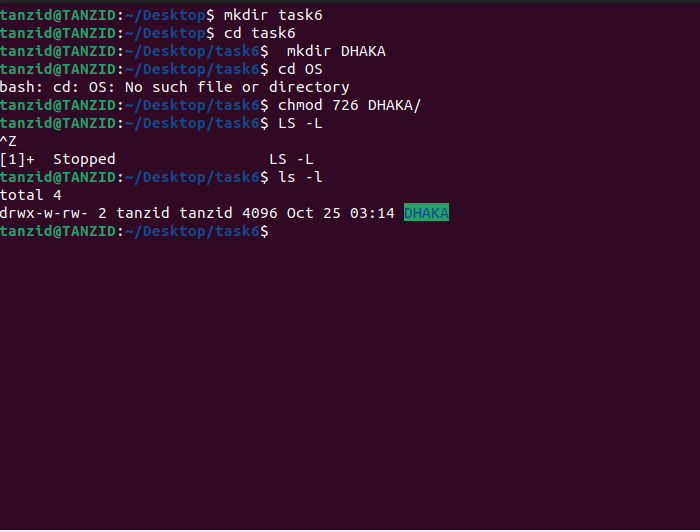 tanzid@TANZID:~/Desktop$ mkdir task6
tanzid@TANZID:~/Desktop$ cd task6
tanzid@TANZID:~/Desktop/task6$  mkdir DHAKA
tanzid@TANZID:~/Desktop/task6$ cd OS
bash: cd: OS: No such file or directory
tanzid@TANZID:~/Desktop/task6$ chmod 726 DHAKA/
tanzid@TANZID:~/Desktop/task6$ LS -L
^Z
[1]+  Stopped                 LS -L
tanzid@TANZID:~/Desktop/task6$ ls -l
total 4
drwx-w-rw- 2 tanzid tanzid 4096 Oct 25 03:14 DHAKA
tanzid@TANZID:~/Desktop/task6$